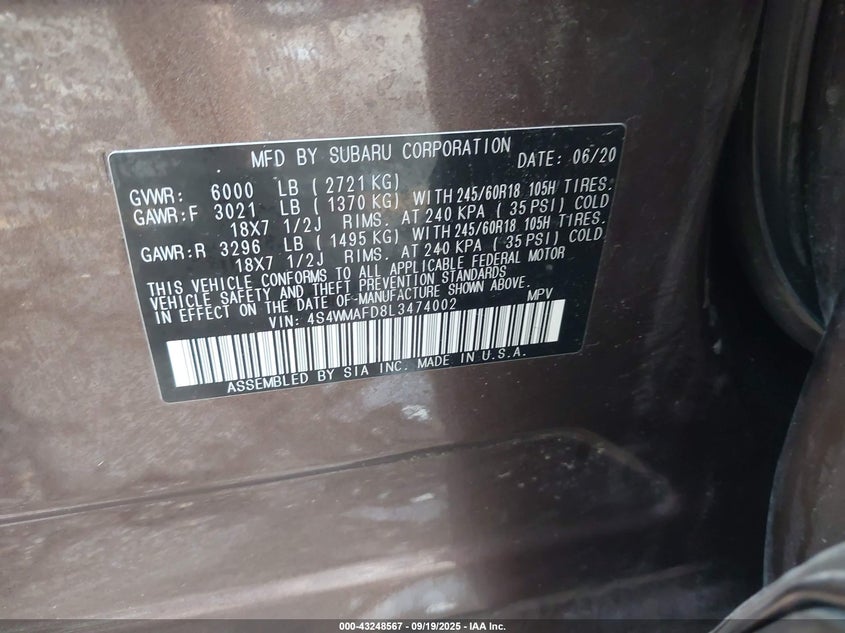 MFD BY SUBARU CORPORATION DATE: 06/20
GVWR: 6000 LB (2721 KG)
GAWR:F 3021 LB (1370 KG) WITH 245/60R18 105H TIRES.
18X7 1/2J RIMS. AT 240 KPA (35 PSI) COLD
GAWR:R 3296 LB (1495 KG) WITH 245/60R18 105H TIRES.
18X7 1/2J RIMS. AT 240 KPA (35 PSI) COLD.
THIS VEHICLE CONFORMS TO ALL APPLICABLE FEDERAL MOTOR
VEHICLE SAFETY AND THEFT PREVENTION STANDARDS
IN EFFECT ON THE DATE OF MANUFACTURE SHOWN ABOVE.
VIN: 4S4WMAFD8L3474002 MPV
ASSEMBLED BY SIA INC. MADE IN U.S.A.
000-43248567 - 09/19/2025 - IAA Inc.